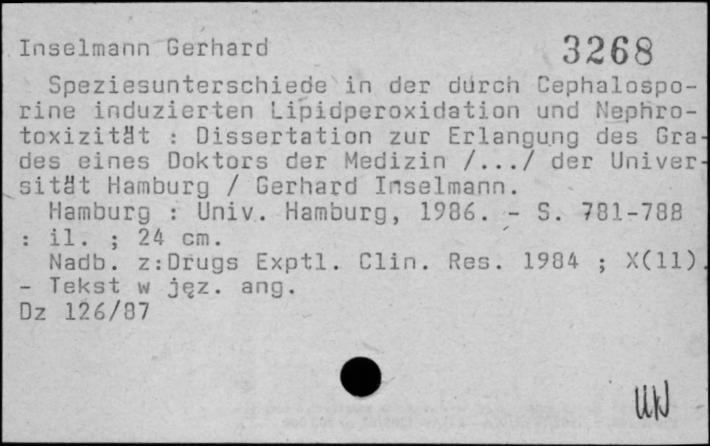 Inselmann Gerhard 3268
Speziesunterschiede in der durch Cephalospo-
rine induzierten Lipidperoxidation und Nephro-
toxizität : Dissertation zur Erlangung des Gra-
des eines Doktors der Medizin /.../ der Univer-
sität Hamburg / Gerhard Inselmann.
Hamburg : Univ. Hamburg, 1986. - S. 781-788
: il. ; 24 cm.
Nadb. z:Drugs Exptl. Clin. Res. 1984 ; X(11).
- Tekst w jęz. ang.
Dz 126/87
UW